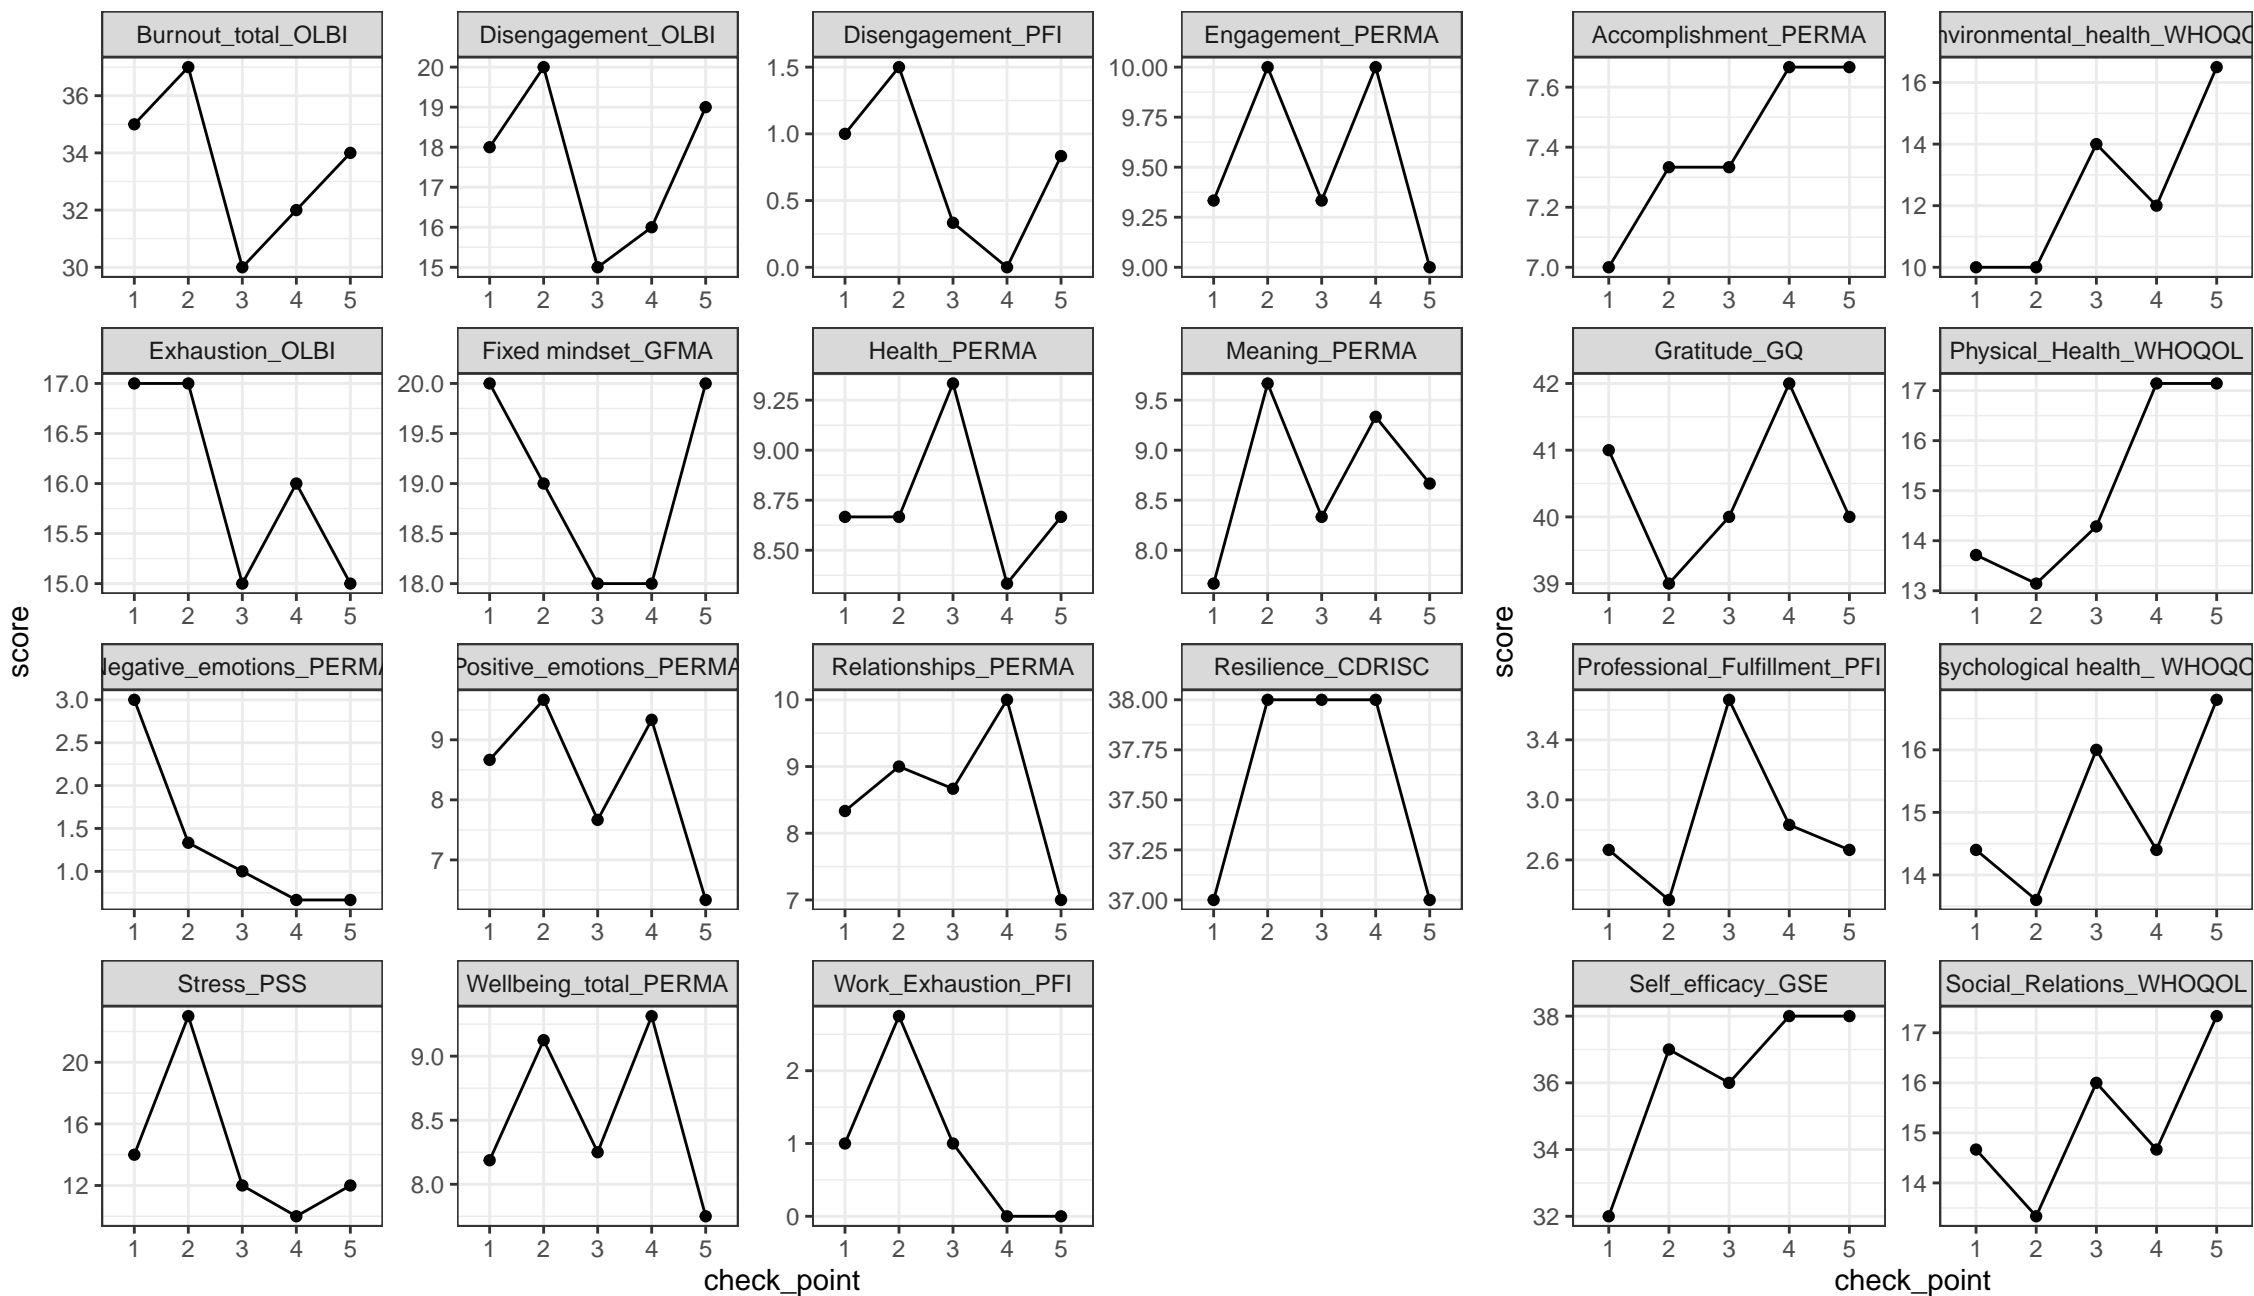 Burnout_total_OLBI
36
34
32
30
1 2 3 4 5
Disengagement_OLBI
20
19
18
17
16
15
1 2 3 4 5
Disengagement_PFI
1.5
1.0
0.5
0.0
1 2 3 4 5
Engagement_PERMA
10.00
9.75
9.50
9.25
9.00
1 2 3 4 5
Exhaustion_OLBI
17.0
16.5
16.0
15.5
15.0
1 2 3 4 5
Fixed mindset_GFMA
20.0
19.5
19.0
18.5
18.0
1 2 3 4 5
Health_PERMA
9.25
9.00
8.75
8.50
1 2 3 4 5
Meaning_PERMA
9.5
9.0
8.5
8.0
1 2 3 4 5
score
Negative_emotions_PERMA
3.0
2.5
2.0
1.5
1.0
1 2 3 4 5
Positive_emotions_PERMA
9
8
7
1 2 3 4 5
Relationships_PERMA
10
9
8
7
1 2 3 4 5
Resilience_CDRISC
38.00
37.75
37.50
37.25
37.00
1 2 3 4 5
Stress_PSS
20
16
12
1 2 3 4 5
Wellbeing_total_PERMA
9.0
8.5
8.0
1 2 3 4 5
Work_Exhaustion_PFI
2
1
0
1 2 3 4 5
check_point
Accomplishment_PERMA
7.6
7.4
7.2
7.0
1 2 3 4 5
nvironmental_health_WHOQO
16
14
12
10
1 2 3 4 5
Gratitude_GQ
42
41
40
39
1 2 3 4 5
Physical_Health_WHOQOL
17
16
15
14
13
1 2 3 4 5
score
Professional_Fulfillment_PFI
3.4
3.0
2.6
1 2 3 4 5
sychological health_ WHOQO
16
15
14
1 2 3 4 5
Self_efficacy_GSE
38
36
34
32
1 2 3 4 5
Social_Relations_WHOQOL
17
16
15
14
1 2 3 4 5
check_point